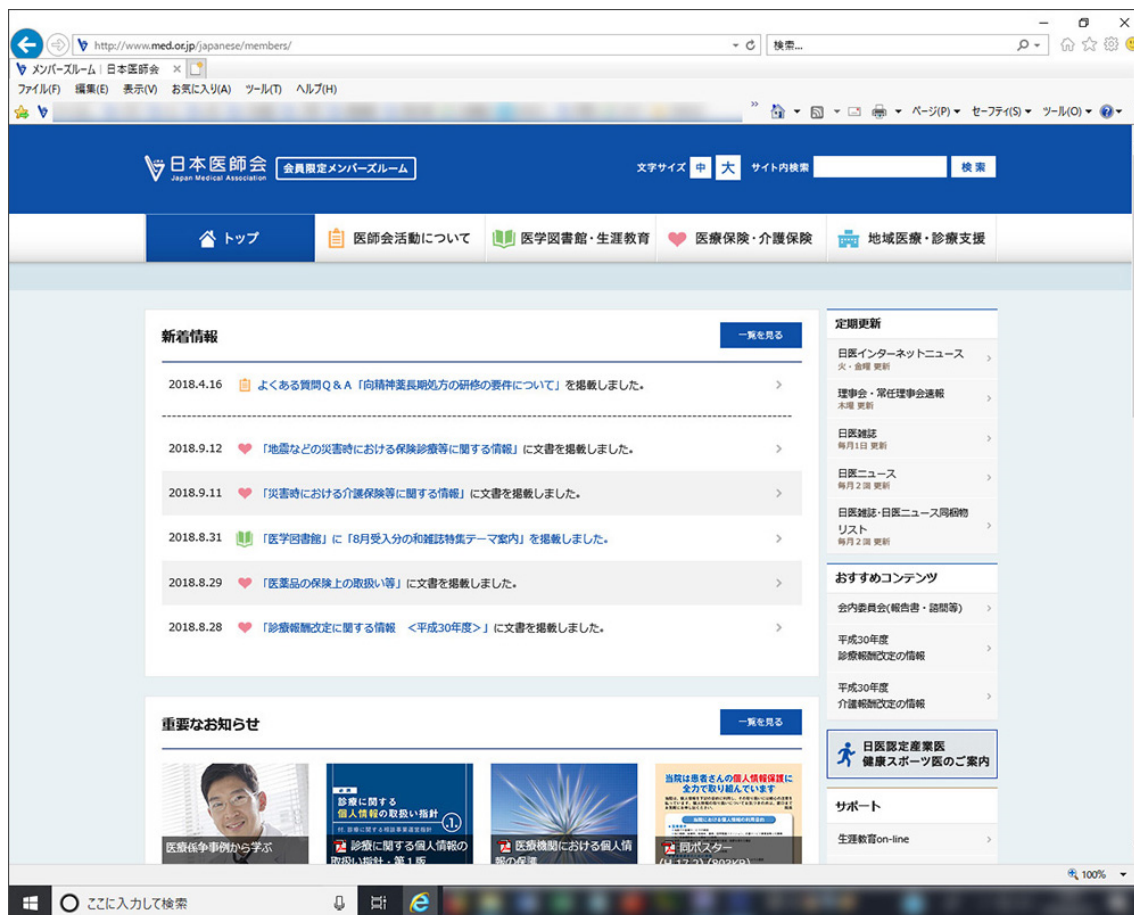 http://www.med.or.jp/japanese/members/
検索...
メンバーズルーム | 日本医師会
ファイル(F) 編集(E) 表示(V) お気に入り(A) ツール(T) ヘルプ(H)
ページ(P) セーフティ(S) ツール(O)
日本医師会
Japan Medical Association
会員限定メンバーズルーム
文字サイズ 中 大 サイト内検索 検索
トップ 医師会活動について 医学図書館・生涯教育 医療保険・介護保険 地域医療・診療支援
新着情報
一覧を見る
2018.4.16 よくある質問Q&A「向精神薬長期処方の研修の要件について」を掲載しました。
2018.9.12 「地震などの災害時における保険診療等に関する情報」に文書を掲載しました。
2018.9.11 「災害時における介護保険等に関する情報」に文書を掲載しました。
2018.8.31 「医学図書館」に「8月受入分の和雑誌特集テーマ案内」を掲載しました。
2018.8.29 「医薬品の保険上の取扱い等」に文書を掲載しました。
2018.8.28 「診療報酬改定に関する情報 <平成30年度>」に文書を掲載しました。
定期更新
日医インターネットニュース
火・金曜 更新
理事会・常任理事会速報
木曜 更新
日医雑誌
毎月1日 更新
日医ニュース
毎月2回 更新
日医雑誌・日医ニュース同梱物
リスト
毎月2回 更新
おすすめコンテンツ
会内委員会(報告書・諮問等)
平成30年度
診療報酬改定の情報
平成30年度
介護報酬改定の情報
日医認定産業医
健康スポーツ医のご案内
サポート
生涯教育on-line
重要なお知らせ
一覧を見る
医療係争事例から学ぶ
診療に関する
個人情報の取扱い指針
診療に関する個人情報の
取扱い指針・第1版
医療機関における個人情
報の保護
当院は患者さんの個人情報保護に
全力で取り組んでいます
同ポスター
(H.17.2) (803KB)
100%
ここに入力して検索